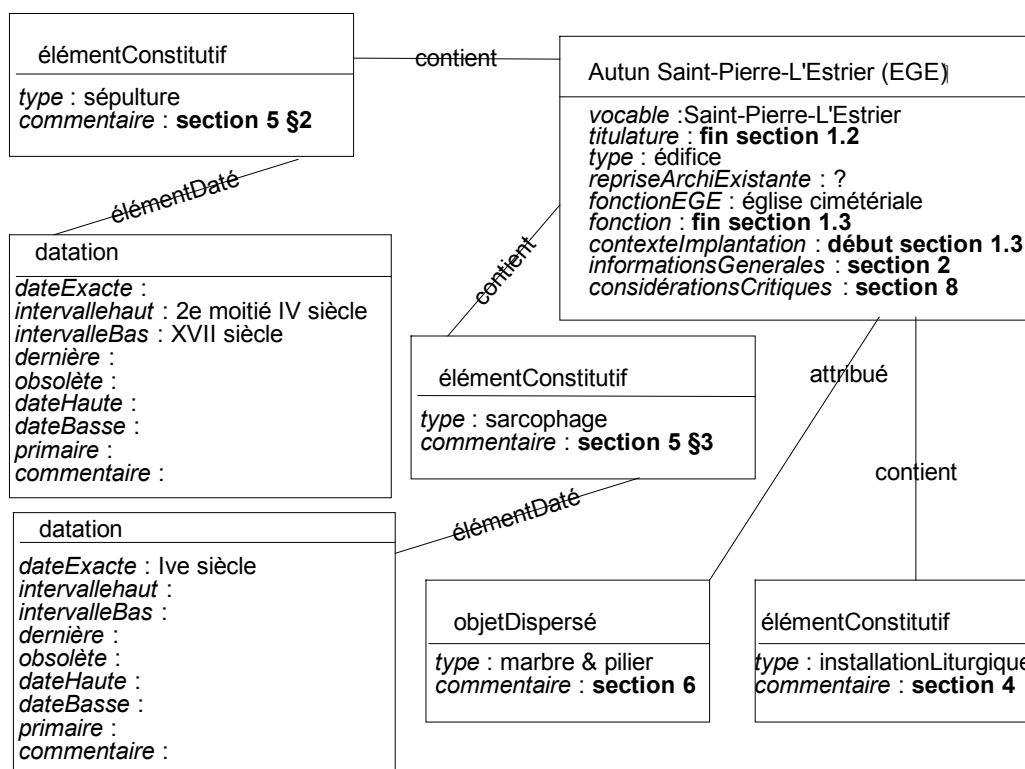 élémentConstitutif
type : sépulture
commentaire : section 5 §2
contient
Autun Saint-Pierre-L'Estrier (EGE)
vocable :Saint-Pierre-L'Estrier
titulature : fin section 1.2
type : édifice
repriseArchiExistante : ?
fonctionEGE : église cimétériale
fonction : fin section 1.3
contexteImplantation : début section 1.3
informationsGenerales : section 2
considérationsCritiques : section 8
élémentDaté
datation
dateExacte :
intervallehaut : 2e moitié IV siècle
intervalleBas : XVII siècle
dernière :
obsolète :
dateHaute :
dateBasse :
primaire :
commentaire :
contient
élémentConstitutif
type : sarcophage
commentaire : section 5 §3
attribué
contient
élémentDaté
datation
dateExacte : Ive siècle
intervallehaut :
intervalleBas :
dernière :
obsolète :
dateHaute :
dateBasse :
primaire :
commentaire :
objetDispersé
type : marbre & pilier
commentaire : section 6
élémentConstitutif
type : installationLiturgique
commentaire : section 4